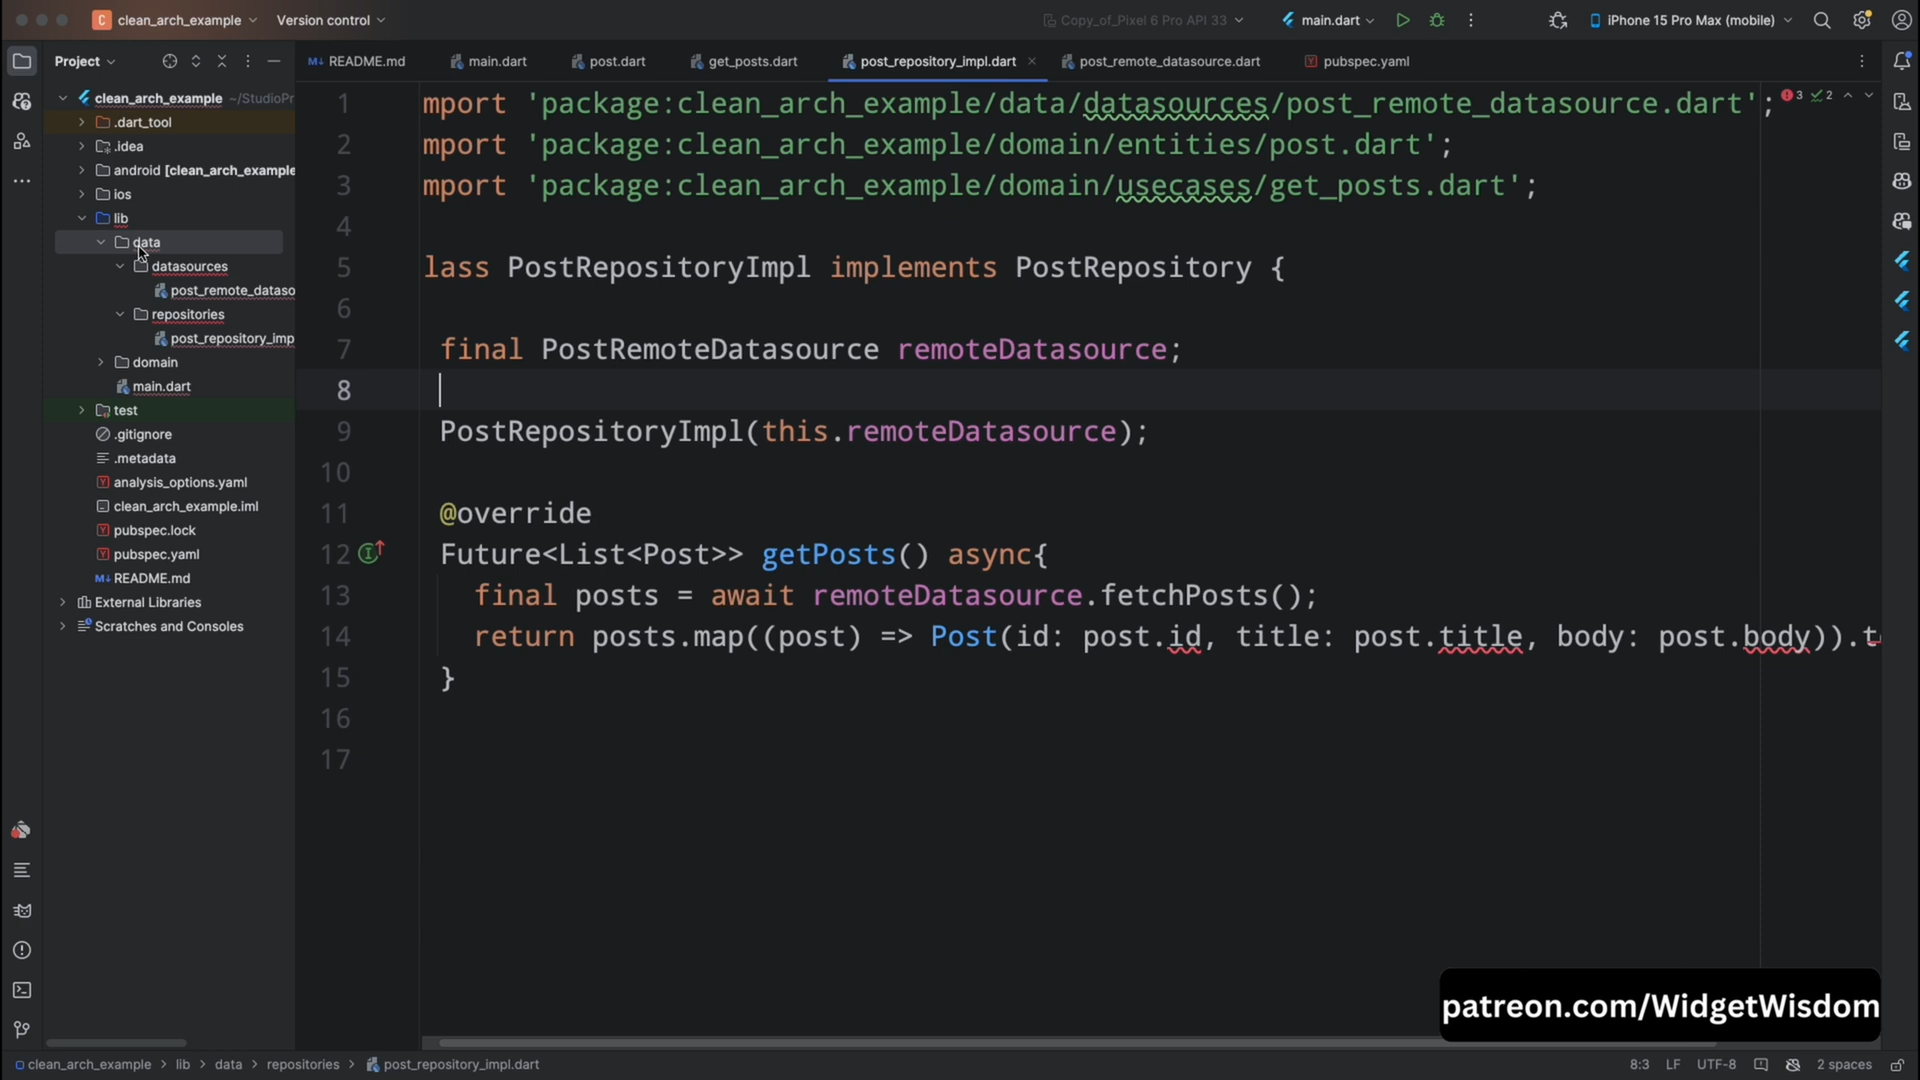 C clean_arch_example Version control Copy_of_Pixel 6 Pro API 33 main.dart iPhone 15 Pro Max (mobile)
Project README.md main.dart post.dart get_posts.dart post_repository_impl.dart post_remote_datasource.dart pubspec.yaml
clean_arch_example ~/StudioPr
.dart_tool
.idea
android [clean_arch_example
ios
lib
data
datasources
post_remote_dataso
repositories
post_repository_imp
domain
main.dart
test
.gitignore
.metadata
analysis_options.yaml
clean_arch_example.iml
pubspec.lock
pubspec.yaml
README.md
External Libraries
Scratches and Consoles
1 mport 'package:clean_arch_example/data/datasources/post_remote_datasource.dart'; 3 2
2 mport 'package:clean_arch_example/domain/entities/post.dart';
3 mport 'package:clean_arch_example/domain/usecases/get_posts.dart';
4
5 lass PostRepositoryImpl implements PostRepository {
6
7 final PostRemoteDatasource remoteDatasource;
8
9 PostRepositoryImpl(this.remoteDatasource);
10
11 @override
12 Future<List<Post>> getPosts() async{
13 final posts = await remoteDatasource.fetchPosts();
14 return posts.map((post) => Post(id: post.id, title: post.title, body: post.body)).t
15 }
16
17
patreon.com/WidgetWisdom
clean_arch_example > lib > data > repositories > post_repository_impl.dart 8:3 LF UTF-8 2 spaces